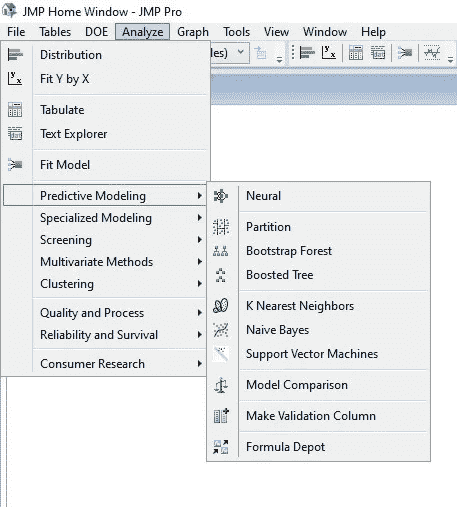 JMP Home Window - JMP Pro
File Tables DOE Analyze Graph Tools View Window Help
les)
Distribution
Fit Y by X
Tabulate
Text Explorer
Fit Model
Predictive Modeling
Specialized Modeling
Screening
Multivariate Methods
Clustering
Quality and Process
Reliability and Survival
Consumer Research
Neural
Partition
Bootstrap Forest
Boosted Tree
K Nearest Neighbors
Naive Bayes
Support Vector Machines
Model Comparison
Make Validation Column
Formula Depot